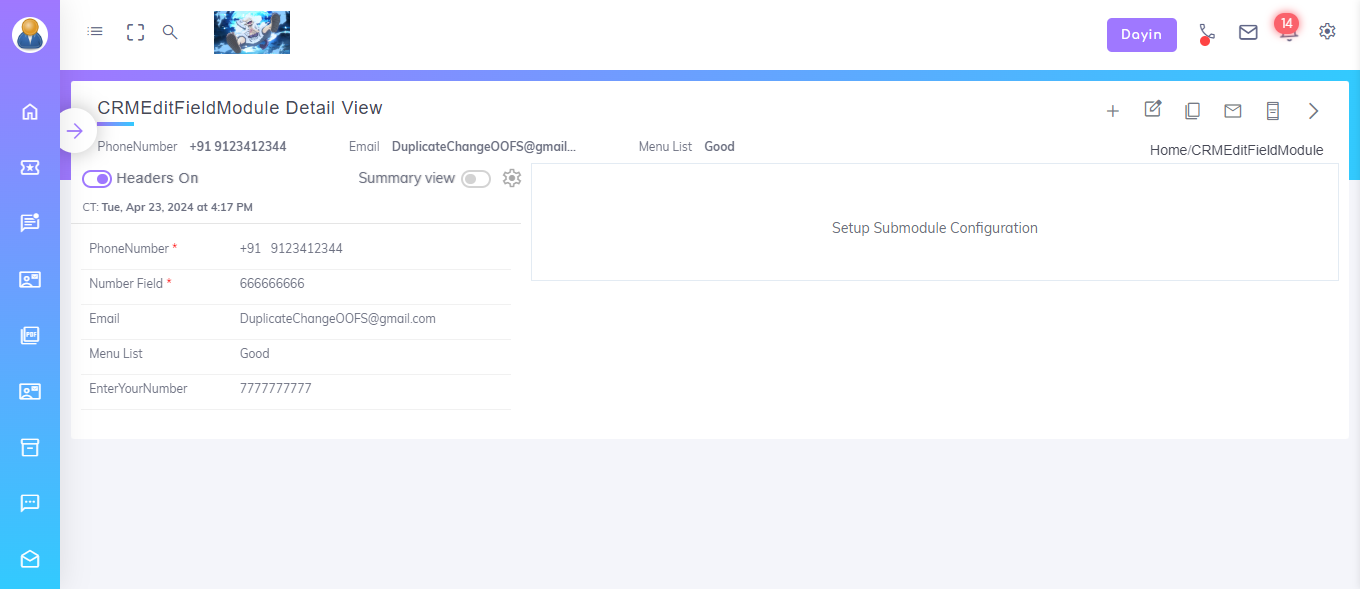 Dayin
14
CRMEditFieldModule Detail View
PhoneNumber +91 9123412344 Email DuplicateChangeOOFS@gmail... Menu List Good
Home/CRMEditFieldModule
Headers On Summary view
CT: Tue, Apr 23, 2024 at 4:17 PM
Setup Submodule Configuration
PhoneNumber * +91 9123412344
Number Field * 666666666
Email DuplicateChangeOOFS@gmail.com
Menu List Good
EnterYourNumber 7777777777
PDF